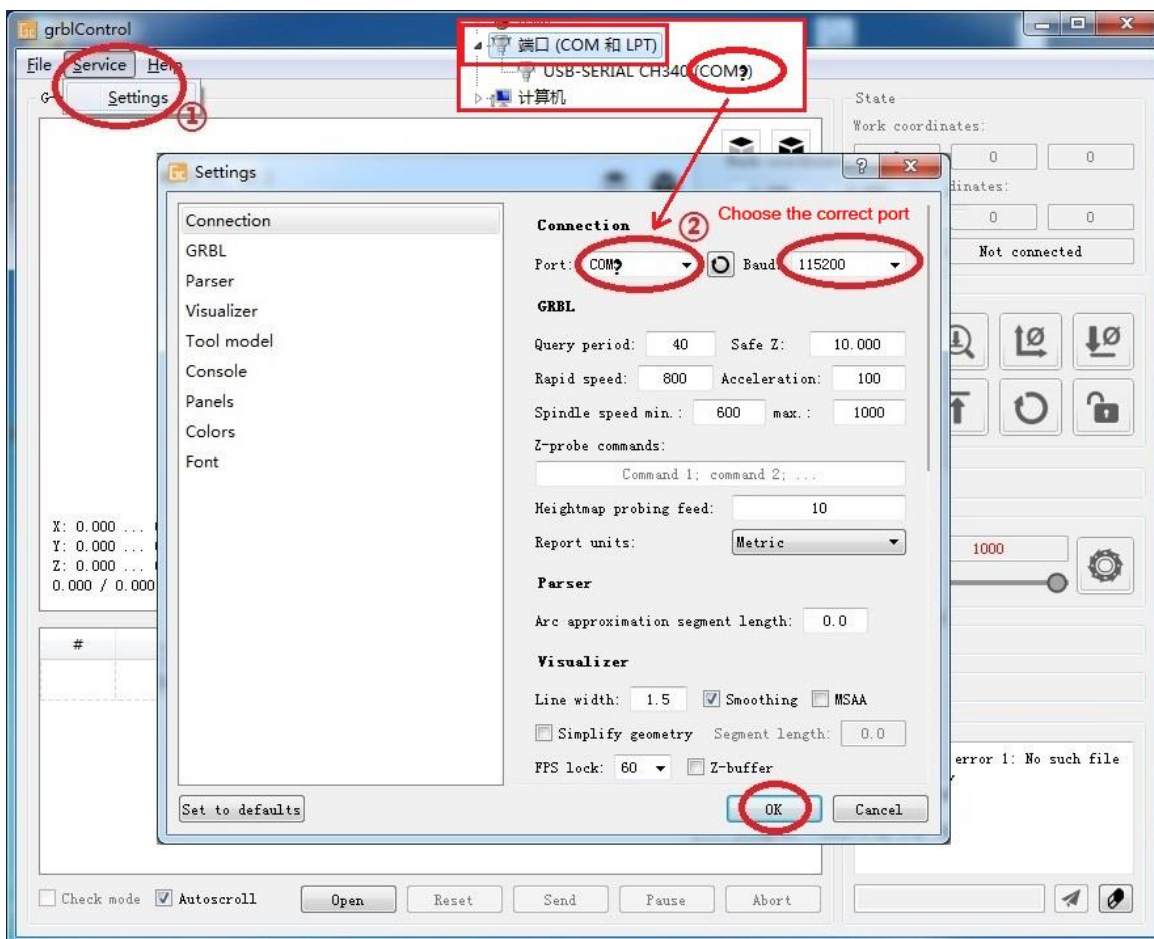 grblControl
File Service Help
Settings
①
端口 (COM 和 LPT)
USB-SERIAL CH340 (COM?)
计算机
State
Work coordinates:
0 0
dinates:
0 0
Not connected
Settings
Connection
GRBL
Parser
Visualizer
Tool model
Console
Panels
Colors
Font
Connection
② Choose the correct port
Port: COM? Baud: 115200
GRBL
Query period: 40 Safe Z: 10.000
Rapid speed: 800 Acceleration: 100
Spindle speed min.: 600 max.: 1000
Z-probe commands:
Command 1; command 2; ...
Heightmap probing feed: 10
Report units: Metric
Parser
Arc approximation segment length: 0.0
Visualizer
Line width: 1.5 Smoothing MSAA
Simplify geometry Segment length: 0.0
FPS lock: 60 Z-buffer
Set to defaults OK Cancel
X: 0.000 ...
Y: 0.000 ...
Z: 0.000 ...
0.000 / 0.000
1000
#
error 1: No such file
Check mode Autoscroll Open Reset Send Pause Abort